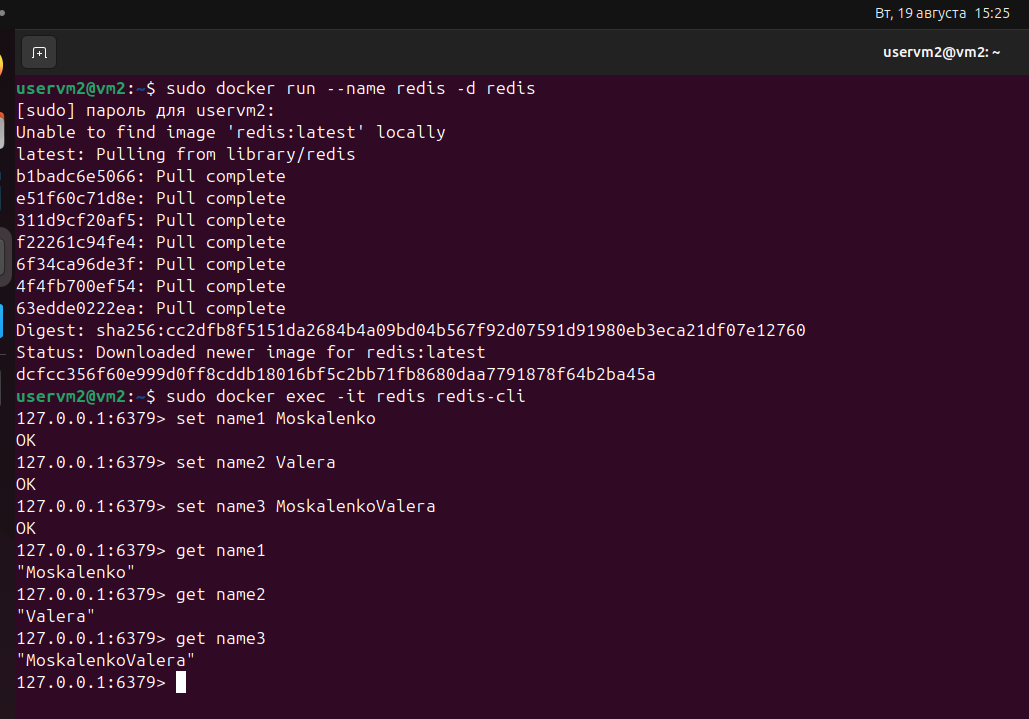 Вт, 19 августа 15:25
uservm2@vm2: ~
uservm2@vm2:~$ sudo docker run --name redis -d redis
[sudo] пароль для uservm2:
Unable to find image 'redis:latest' locally
latest: Pulling from library/redis
b1badc6e5066: Pull complete
e51f60c71d8e: Pull complete
311d9cf20af5: Pull complete
f22261c94fe4: Pull complete
6f34ca96de3f: Pull complete
4f4fb700ef54: Pull complete
63edde0222ea: Pull complete
Digest: sha256:cc2dfb8f5151da2684b4a09bd04b567f92d07591d91980eb3eca21df07e12760
Status: Downloaded newer image for redis:latest
dcfcc356f60e999d0ff8cddb18016bf5c2bb71fb8680daa7791878f64b2ba45a
uservm2@vm2:~$ sudo docker exec -it redis redis-cli
127.0.0.1:6379> set name1 Moskalenko
OK
127.0.0.1:6379> set name2 Valera
OK
127.0.0.1:6379> set name3 MoskalenkoValera
OK
127.0.0.1:6379> get name1
"Moskalenko"
127.0.0.1:6379> get name2
"Valera"
127.0.0.1:6379> get name3
"MoskalenkoValera"
127.0.0.1:6379>